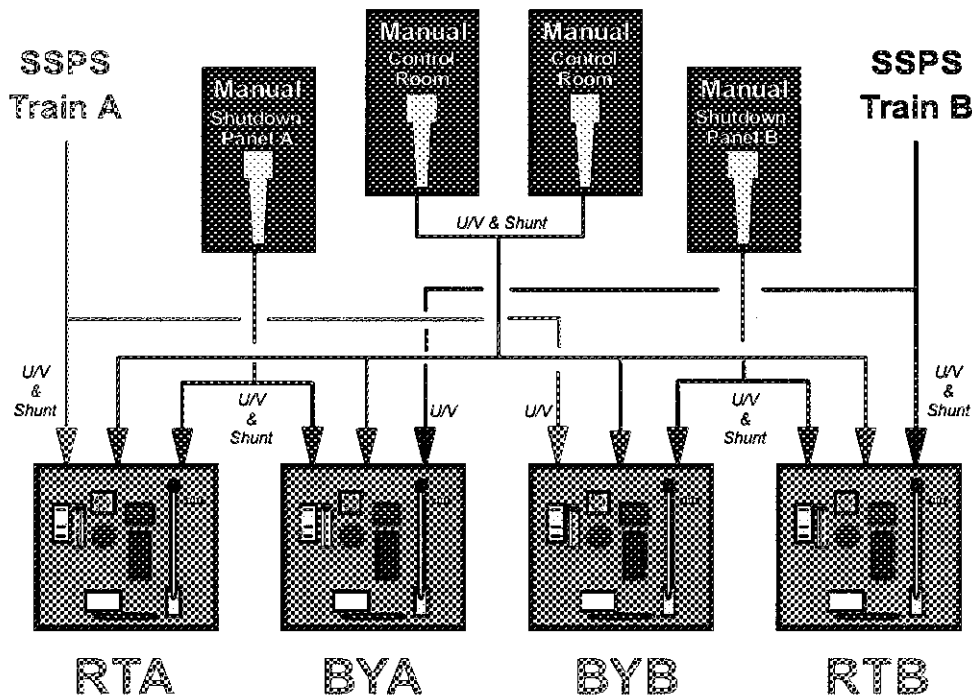 SSPS
Train A
Manual
Shutdown
Panel A
Manual
Control
Room
Manual
Control
Room
Manual
Shutdown
Panel B
SSPS
Train B
U/V & Shunt
U/V
&
Shunt
U/V
&
Shunt
U/V
U/V
U/V
&
Shunt
U/V
&
Shunt
RTA
BYA
BYB
RTB